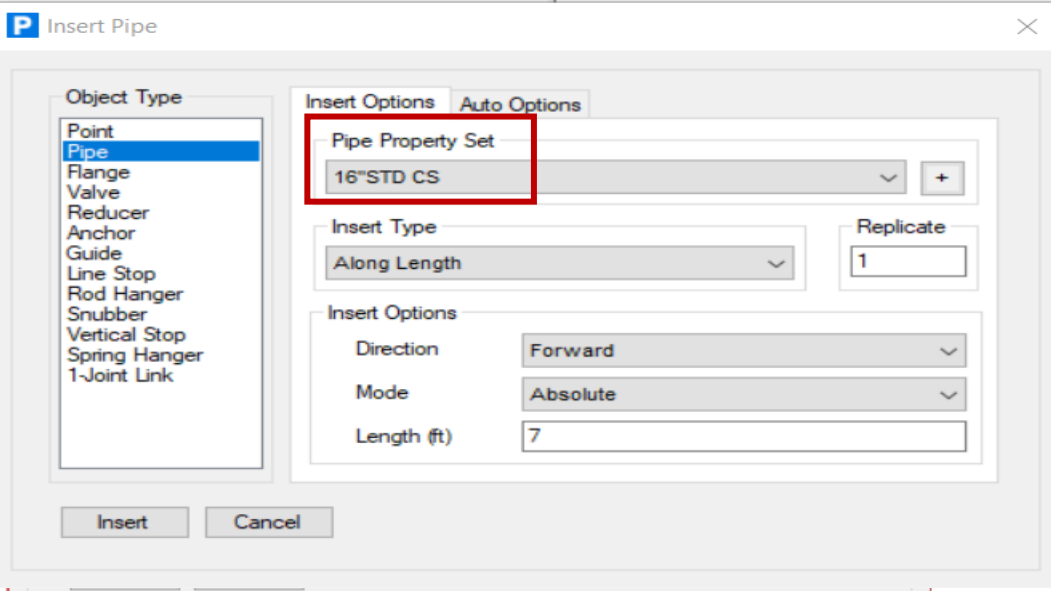 P Insert Pipe
Object Type
Point
Pipe
Flange
Valve
Reducer
Anchor
Guide
Line Stop
Rod Hanger
Snubber
Vertical Stop
Spring Hanger
1-Joint Link
Insert Options Auto Options
Pipe Property Set
16"STD CS
+
Insert Type
Along Length
Replicate
1
Insert Options
Direction Forward
Mode Absolute
Length (ft) 7
Insert Cancel